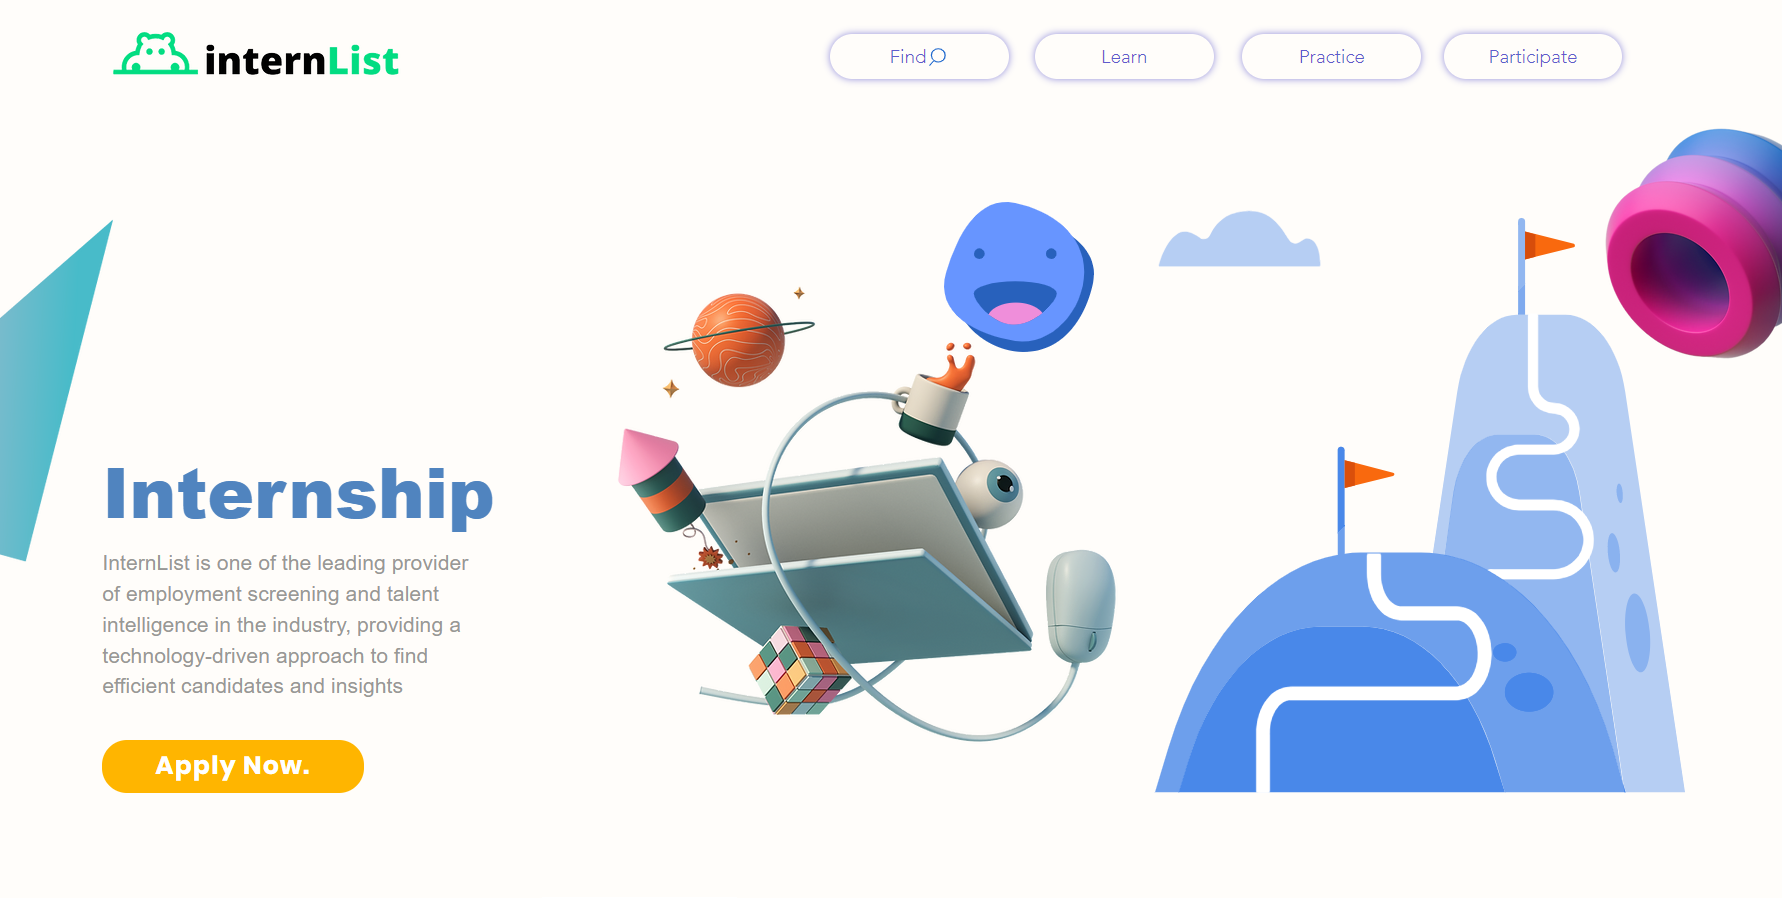 internList
Find
Learn
Practice
Participate
Internship
InternList is one of the leading provider
of employment screening and talent
intelligence in the industry, providing a
technology-driven approach to find
efficient candidates and insights
Apply Now.